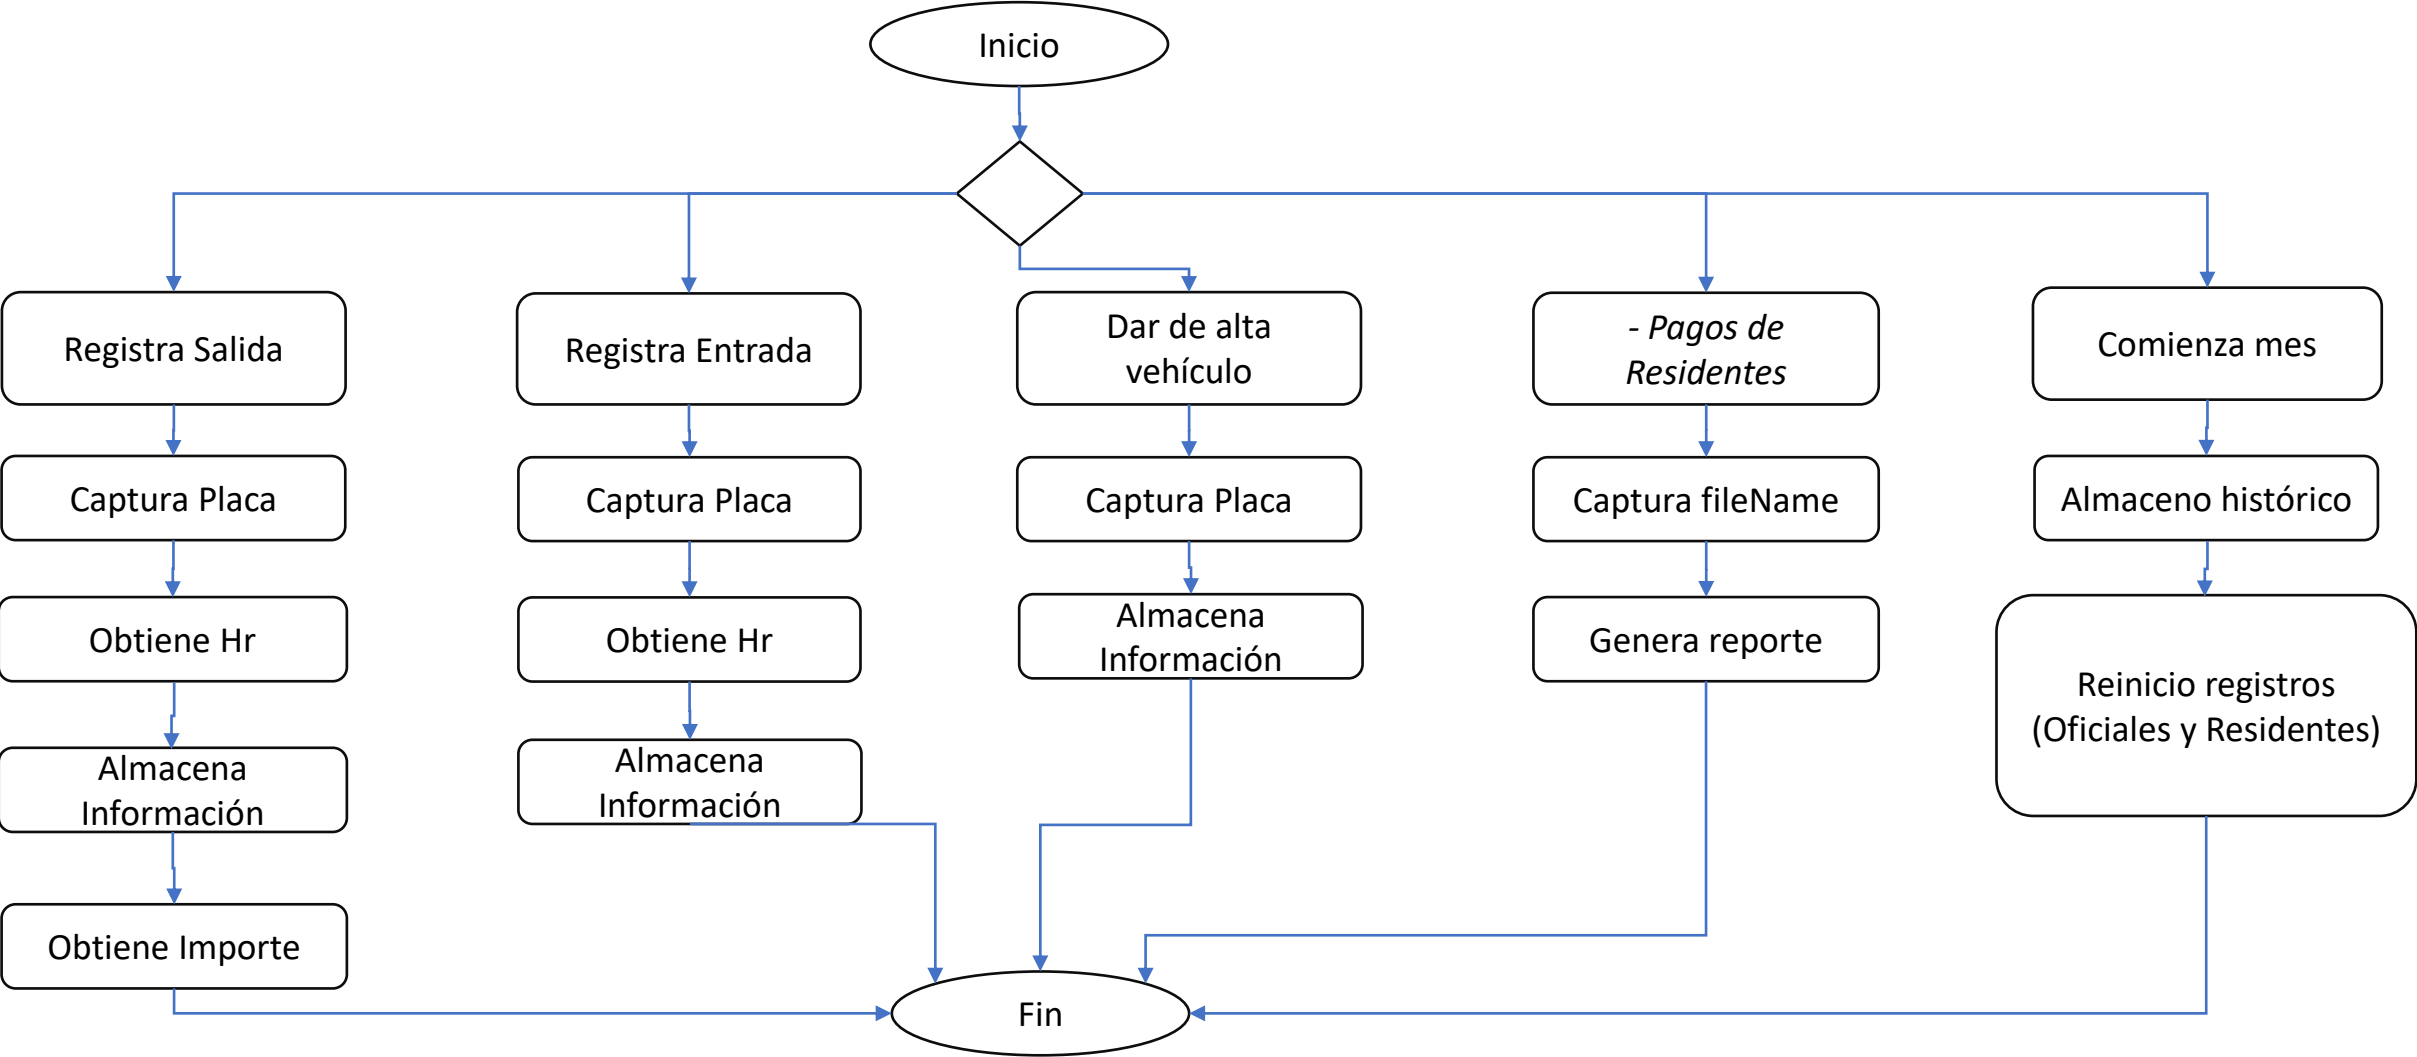 Inicio
Registra Salida
Registra Entrada
Dar de alta
vehículo
- Pagos de
Residentes
Comienza mes
Captura Placa
Captura Placa
Captura Placa
Captura fileName
Almaceno histórico
Obtiene Hr
Obtiene Hr
Almacena
Información
Genera reporte
Reinicio registros
(Oficiales y Residentes)
Almacena
Información
Almacena
Información
Obtiene Importe
Fin